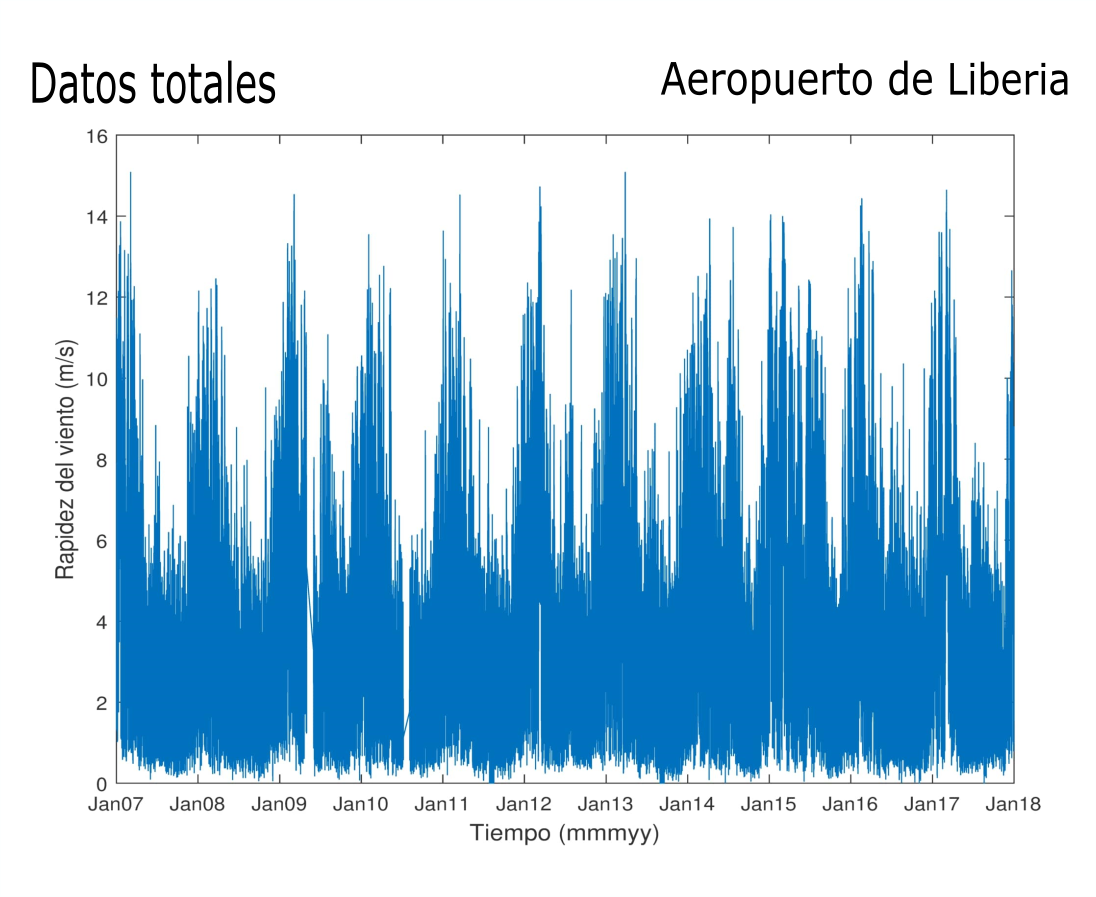 Datos totales
Aeropuerto de Liberia
16
14
12
10
8
6
4
2
0
Rapidez del viento (m/s)
Jan07 Jan08 Jan09 Jan10 Jan11 Jan12 Jan13 Jan14 Jan15 Jan16 Jan17 Jan18
Tiempo (mmmyy)